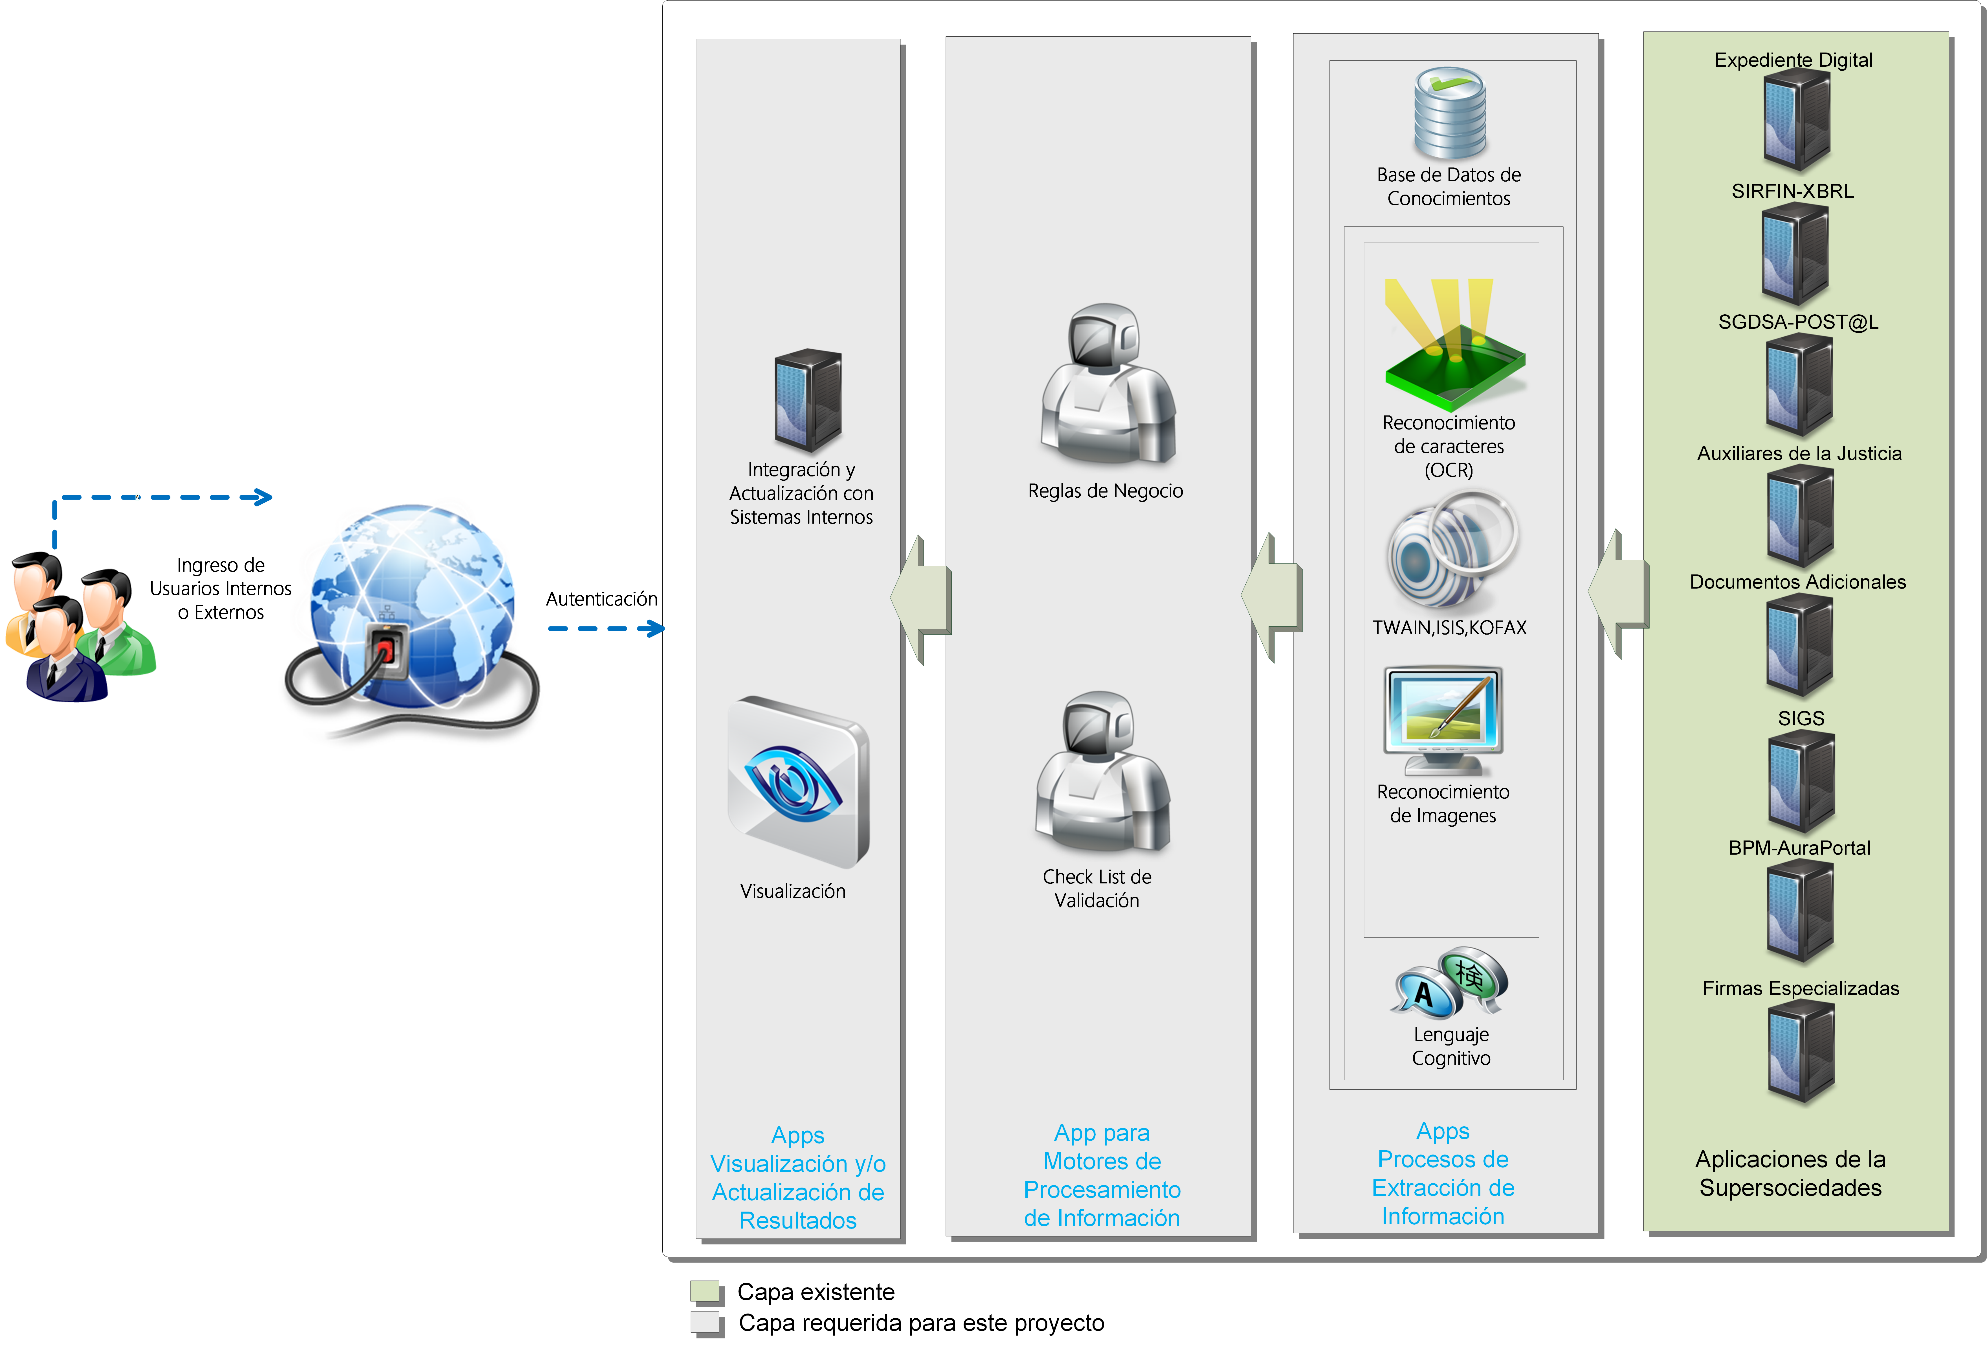 Ingreso de
Usuarios Internos
o Externos
Autenticación
Integración y
Actualización con
Sistemas Internos
Visualización
Apps
Visualización y/o
Actualización de
Resultados
Reglas de Negocio
Check List de
Validación
App para
Motores de
Procesamiento
de Información
Base de Datos de
Conocimientos
Reconocimiento
de caracteres
(OCR)
TWAIN,ISIS,KOFAX
Reconocimiento
de Imagenes
A
検
Lenguaje
Cognitivo
Apps
Procesos de
Extracción de
Información
Expediente Digital
SIRFIN-XBRL
SGDSA-POST@L
Auxiliares de la Justicia
Documentos Adicionales
SIGS
BPM-AuraPortal
Firmas Especializadas
Aplicaciones de la
Supersociedades
Capa existente
Capa requerida para este proyecto